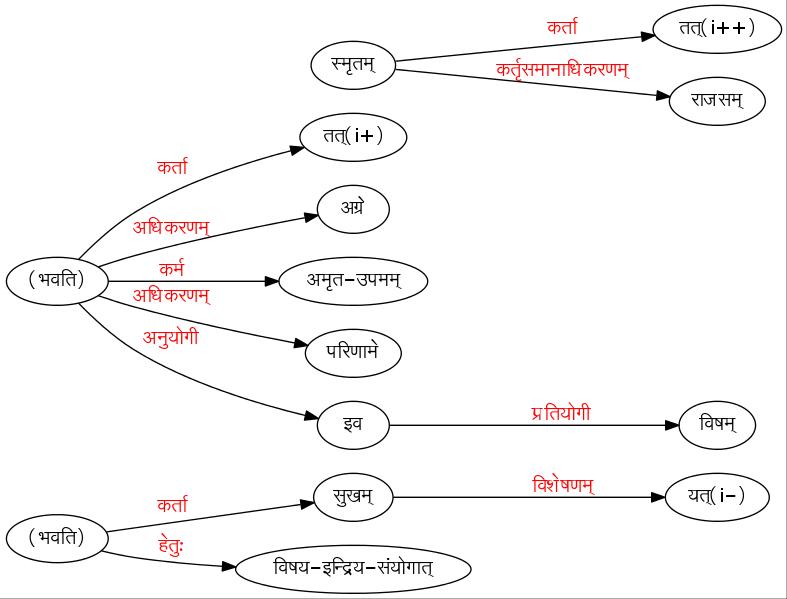 कर्ता
तत्(i++)
स्मृतम्
कर्तृसमानाधिकरणम्
राजसम्
तत्(i+)
कर्ता
अग्रे
अधिकरणम्
(भवति)
कर्म
अमृत-उपमम्
अधिकरणम्
अनुयोगी
परिणामे
इव
प्रतियोगी
विषम्
कर्ता
सुखम्
विशेषणम्
यत्(i-)
(भवति)
हेतुः
विषय-इन्द्रिय-संयोगात्